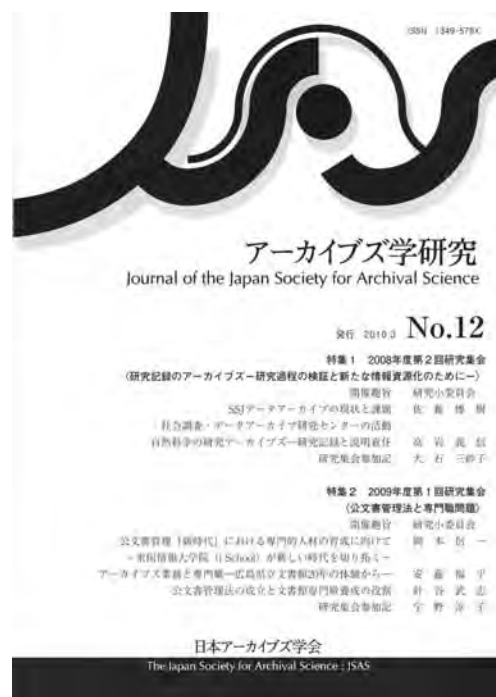 ISSN 1349-578X
アーカイブズ学研究
Journal of the Japan Society for Archival Science
発行 2010.3 No.12
特集1 2008年度第2回研究集会
〈研究記録のアーカイブズ－研究過程の検証と新たな情報資源化のために－〉
開催趣旨 研究小委員会
SSJデータアーカイブの現状と課題 佐藤博樹
社会調査・データアーカイブ研究センターの活動
自然科学の研究アーカイブズ－研究記録と説明責任 高岩義信
研究集会参加記 大石三紗子
特集2 2009年度第1回研究集会
〈公文書管理法と専門職問題〉
開催趣旨 研究小委員会
公文書管理「新時代」における専門的人材の育成に向けて 岡本信一
－米国情報大学院（i School）が新しい時代を切り拓く－
アーカイブズ業務と専門職－広島県立文書館20年の体験から－ 安藤福平
公文書管理法の成立と文書館専門職養成の役割 針谷武志
研究集会参加記 宇野淳子
日本アーカイブズ学会
The Japan Society for Archival Science : JSAS